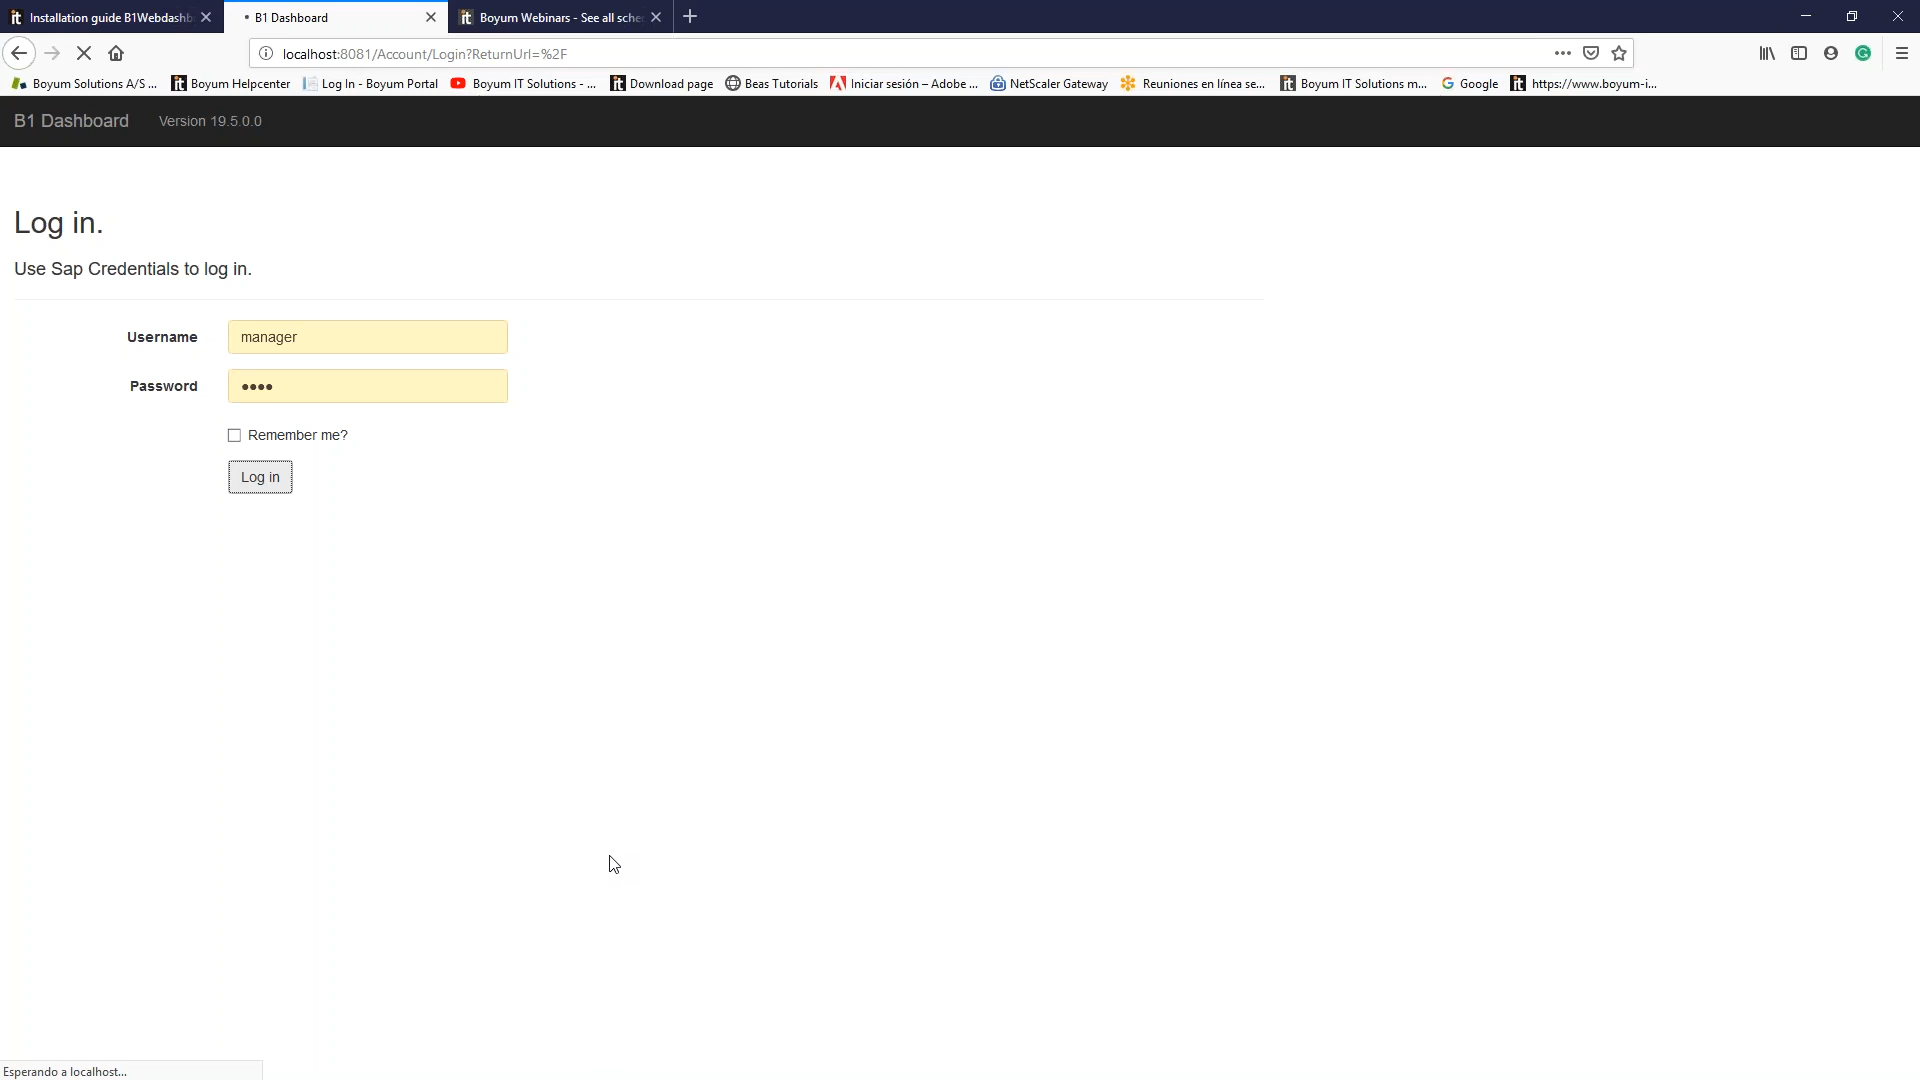 Installation guide B1Webdashb
B1 Dashboard
Boyum Webinars - See all sche
localhost:8081/Account/Login?ReturnUrl=%2F
Boyum Solutions A/S ...
Boyum Helpcenter
Log In - Boyum Portal
Boyum IT Solutions - ...
Download page
Beas Tutorials
Iniciar sesión – Adobe ...
NetScaler Gateway
Reuniones en línea se...
Boyum IT Solutions m...
Google
https://www.boyum-i...
B1 Dashboard
Version 19.5.0.0
Log in.
Use Sap Credentials to log in.
Username
manager
Password
Remember me?
Log in
Esperando a localhost...